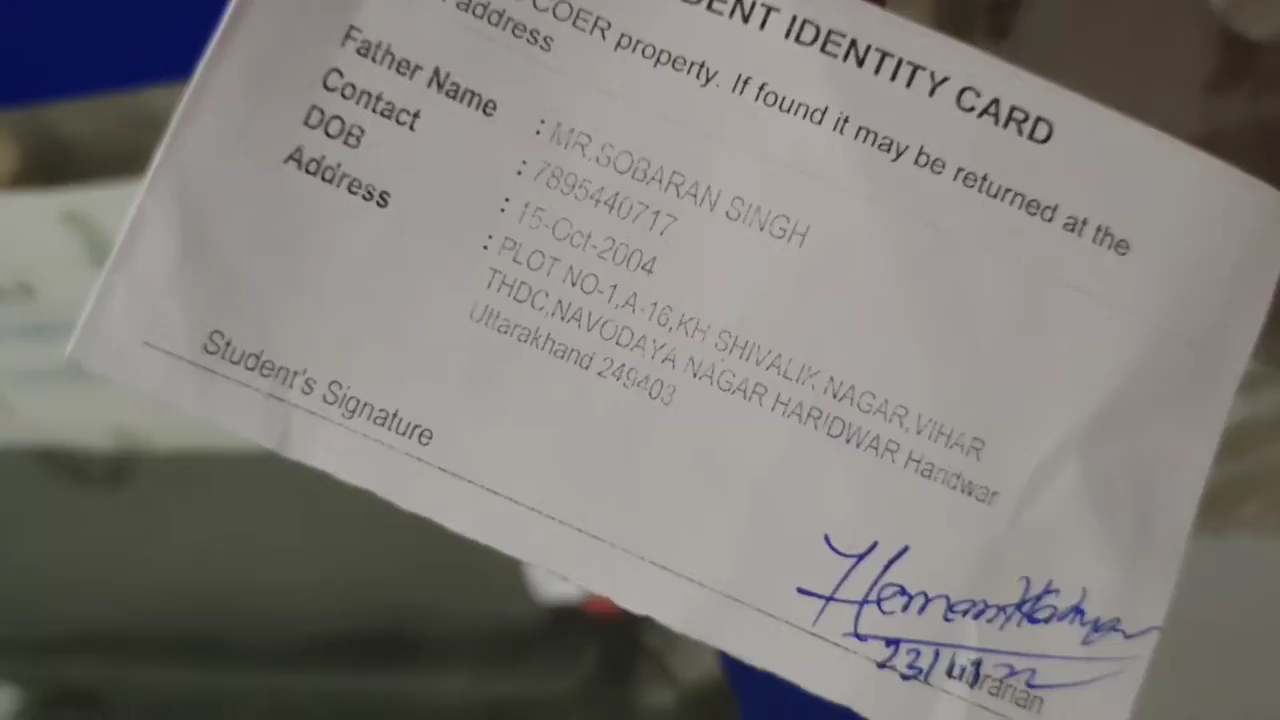 DENT IDENTITY CARD
COER property. If found it may be returned at the
address
Father Name : MR.SOBARAN SINGH
Contact : 7895440717
DOB : 15-Oct-2004
Address : PLOT NO-1,A-16,KH SHIVALIK NAGAR,VIHAR
THDC,NAVODAYA NAGAR HARIDWAR Haridwar
Uttarakhand 249403
Student's Signature
Librarian